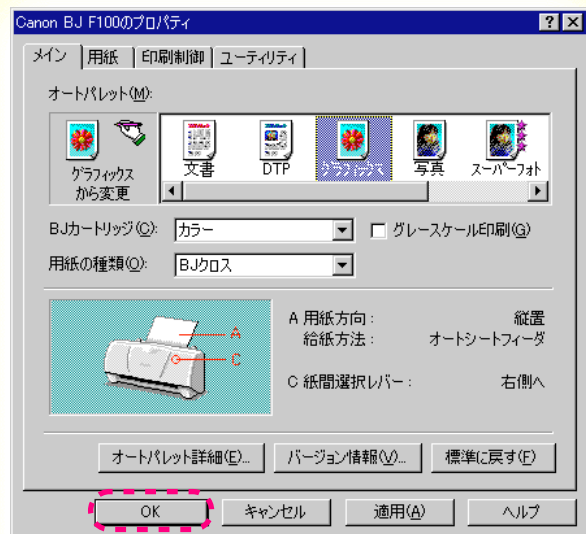 Canon BJ F100のプロパティ
メイン 用紙 印刷制御 ユーティリティ
オートパレット(M):
グラフィックス
から変更
文書 DTP グラフィックス 写真 スーパーフォト
BJカートリッジ(C): カラー グレースケール印刷(G)
用紙の種類(O): BJクロス
A
C
A 用紙方向: 縦置
給紙方法: オートシートフィーダ
C 紙間選択レバー: 右側へ
オートパレット詳細(E)... バージョン情報(V)... 標準に戻す(F)
OK キャンセル 適用(A) ヘルプ